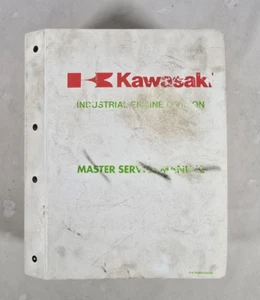 Kawasaki
INDUSTRIAL ENGINE DIVISION
MASTER SERVICE MANUAL